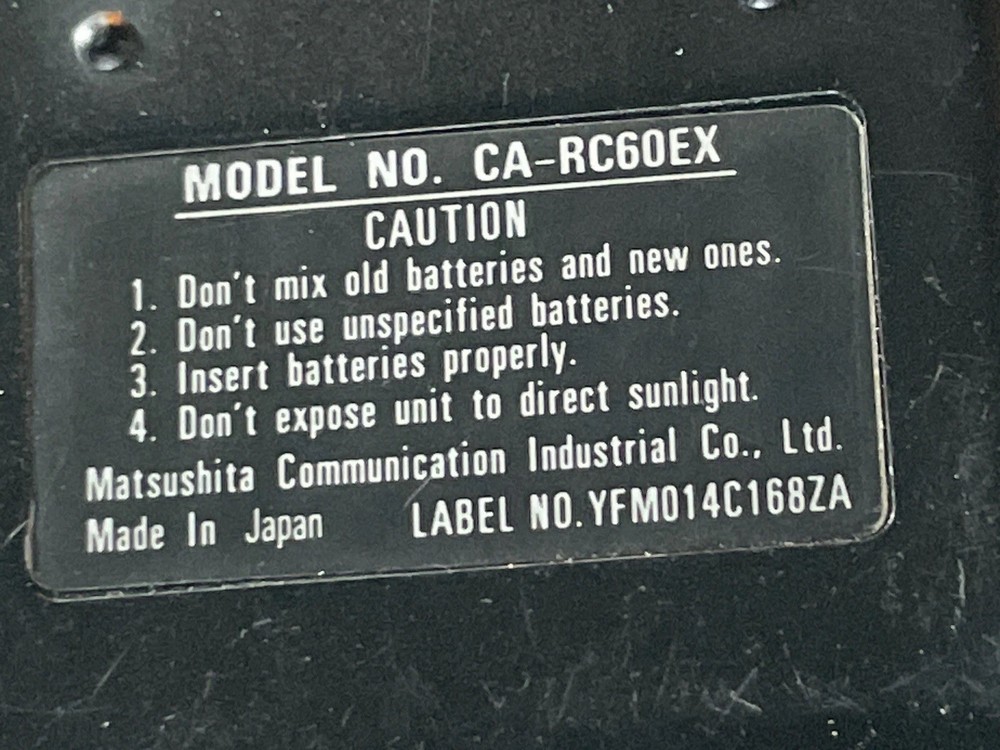 MODEL NO. CA-RC60EX
CAUTION
1. Don't mix old batteries and new ones.
2. Don't use unspecified batteries.
3. Insert batteries properly.
4. Don't expose unit to direct sunlight.
Matsushita Communication Industrial Co., Ltd.
Made In Japan LABEL NO.YFM014C168ZA